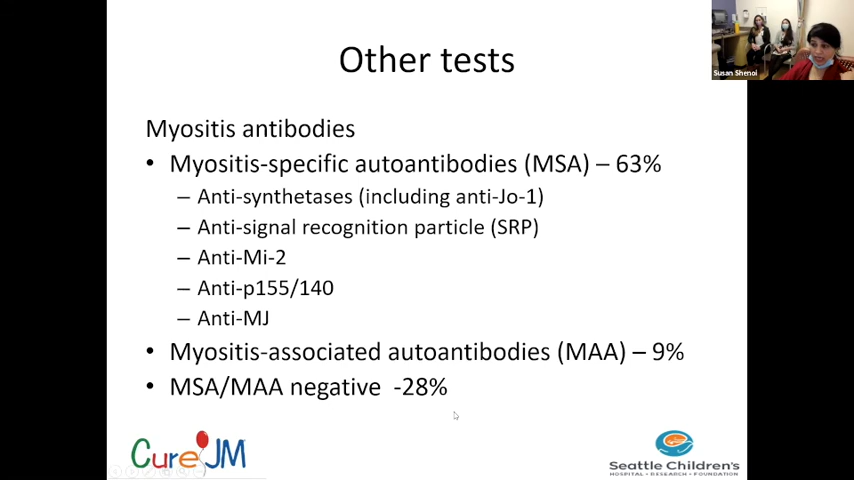 Other tests
Susan Shenoi
Myositis antibodies
• Myositis-specific autoantibodies (MSA) – 63%
– Anti-synthetases (including anti-Jo-1)
– Anti-signal recognition particle (SRP)
– Anti-Mi-2
– Anti-p155/140
– Anti-MJ
• Myositis-associated autoantibodies (MAA) – 9%
• MSA/MAA negative -28%
Cure JM
Seattle Children's
HOSPITAL • RESEARCH • FOUNDATION